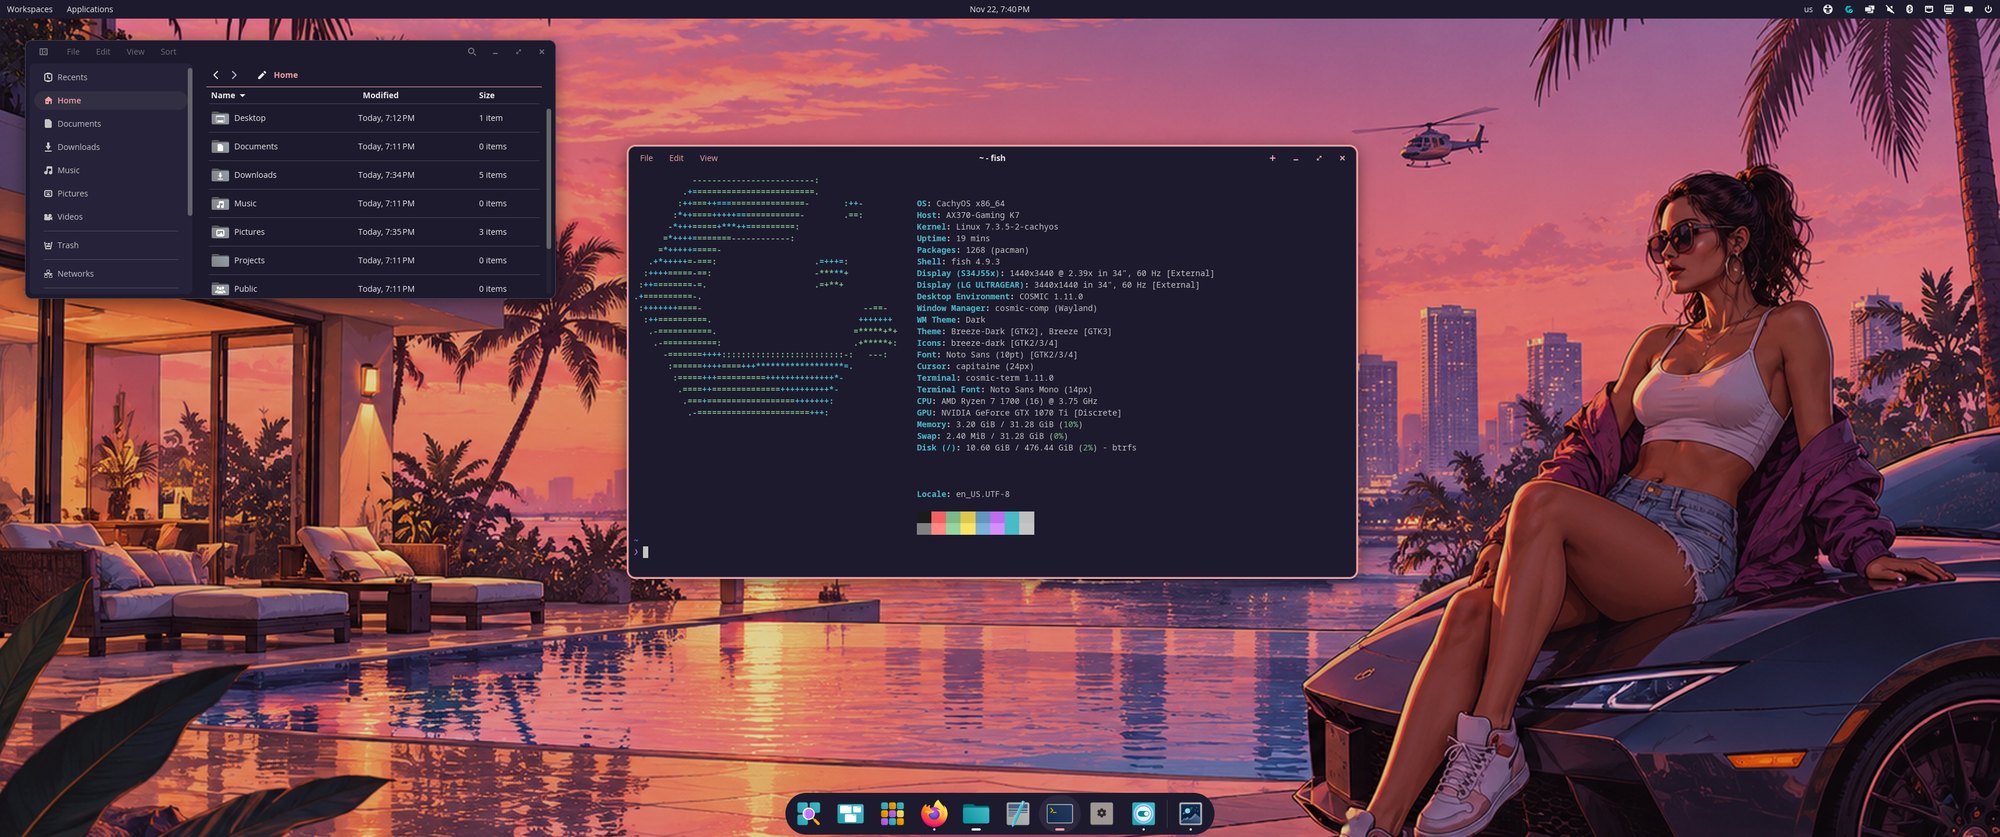 Workspaces Applications Nov 22, 7:40 PM us
File Edit View Sort
Recents
Home
Documents
Downloads
Music
Pictures
Videos
Trash
Networks
Home
Name Modified Size
Desktop Today, 7:12 PM 1 item
Documents Today, 7:11 PM 0 items
Downloads Today, 7:34 PM 5 items
Music Today, 7:11 PM 0 items
Pictures Today, 7:35 PM 3 items
Projects Today, 7:11 PM 0 items
Public Today, 7:11 PM 0 items
File Edit View ~ - fish
OS: CachyOS x86_64
Host: AX370-Gaming K7
Kernel: Linux 7.3.5-2-cachyos
Uptime: 19 mins
Packages: 1268 (pacman)
Shell: fish 4.9.3
Display (S34J55x): 1440x3440 @ 2.39x in 34", 60 Hz [External]
Display (LG ULTRAGEAR): 3440x1440 in 34", 60 Hz [External]
Desktop Environment: COSMIC 1.11.0
Window Manager: cosmic-comp (Wayland)
WM Theme: Dark
Theme: Breeze-Dark [GTK2], Breeze [GTK3]
Icons: breeze-dark [GTK2/3/4]
Font: Noto Sans (10pt) [GTK2/3/4]
Cursor: capitaine (24px)
Terminal: cosmic-term 1.11.0
Terminal Font: Noto Sans Mono (14px)
CPU: AMD Ryzen 7 1700 (16) @ 3.75 GHz
GPU: NVIDIA GeForce GTX 1070 Ti [Discrete]
Memory: 3.20 GiB / 31.28 GiB (10%)
Swap: 2.40 MiB / 31.28 GiB (0%)
Disk (/): 10.60 GiB / 476.44 GiB (2%) - btrfs
Locale: en_US.UTF-8
~
❯